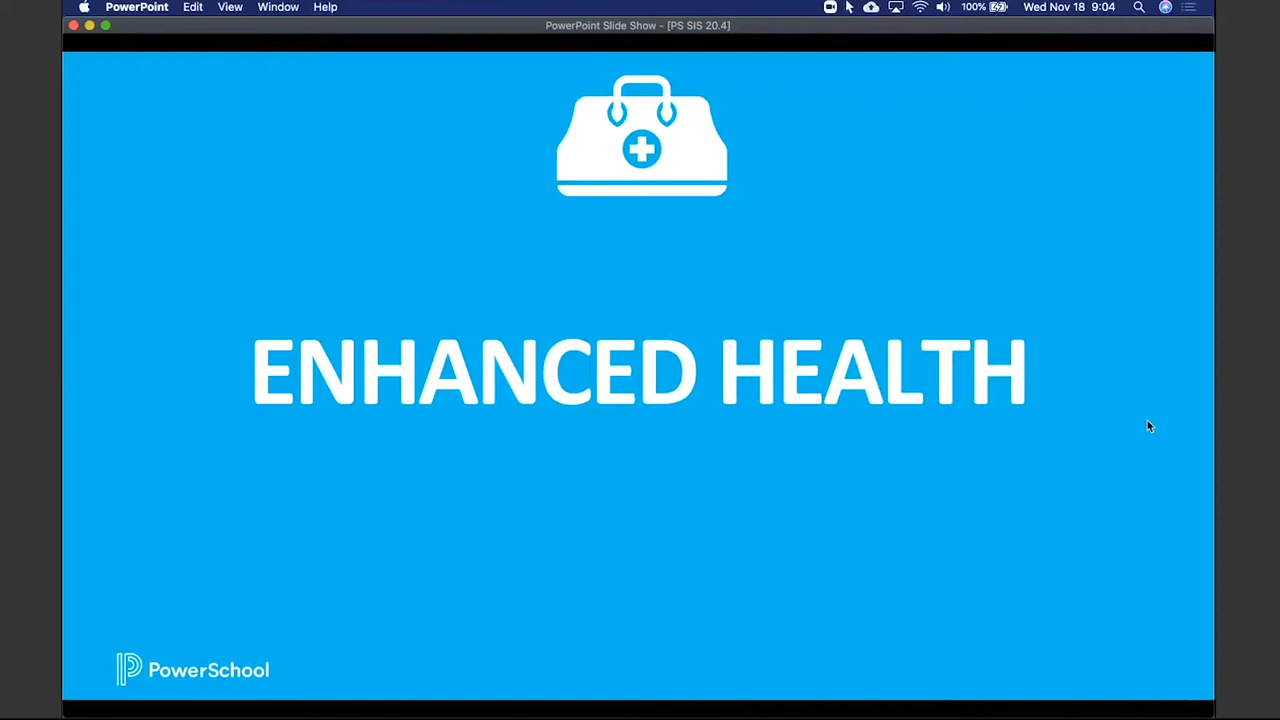 PowerPoint Edit View Window Help 100% Wed Nov 18 9:04
PowerPoint Slide Show - [PS SIS 20.4]
ENHANCED HEALTH
PowerSchool